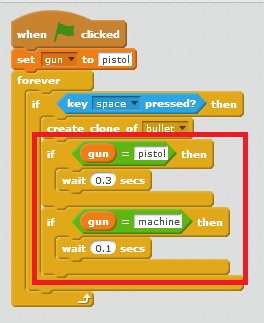 when clicked
set gun to pistol
forever
if key space pressed? then
create clone of bullet
if gun = pistol then
wait 0.3 secs
if gun = machine then
wait 0.1 secs